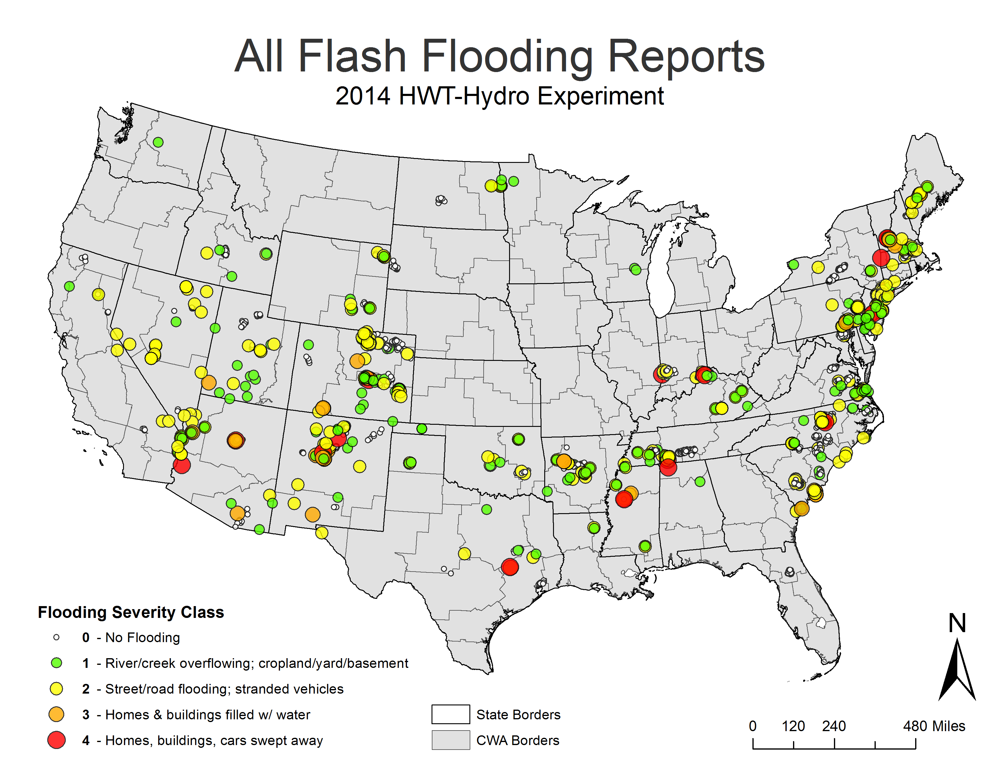 All Flash Flooding Reports
2014 HWT-Hydro Experiment
Flooding Severity Class
0 - No Flooding
1 - River/creek overflowing; cropland/yard/basement
2 - Street/road flooding; stranded vehicles
3 - Homes & buildings filled w/ water
4 - Homes, buildings, cars swept away
State Borders
CWA Borders
N
0 120 240 480 Miles